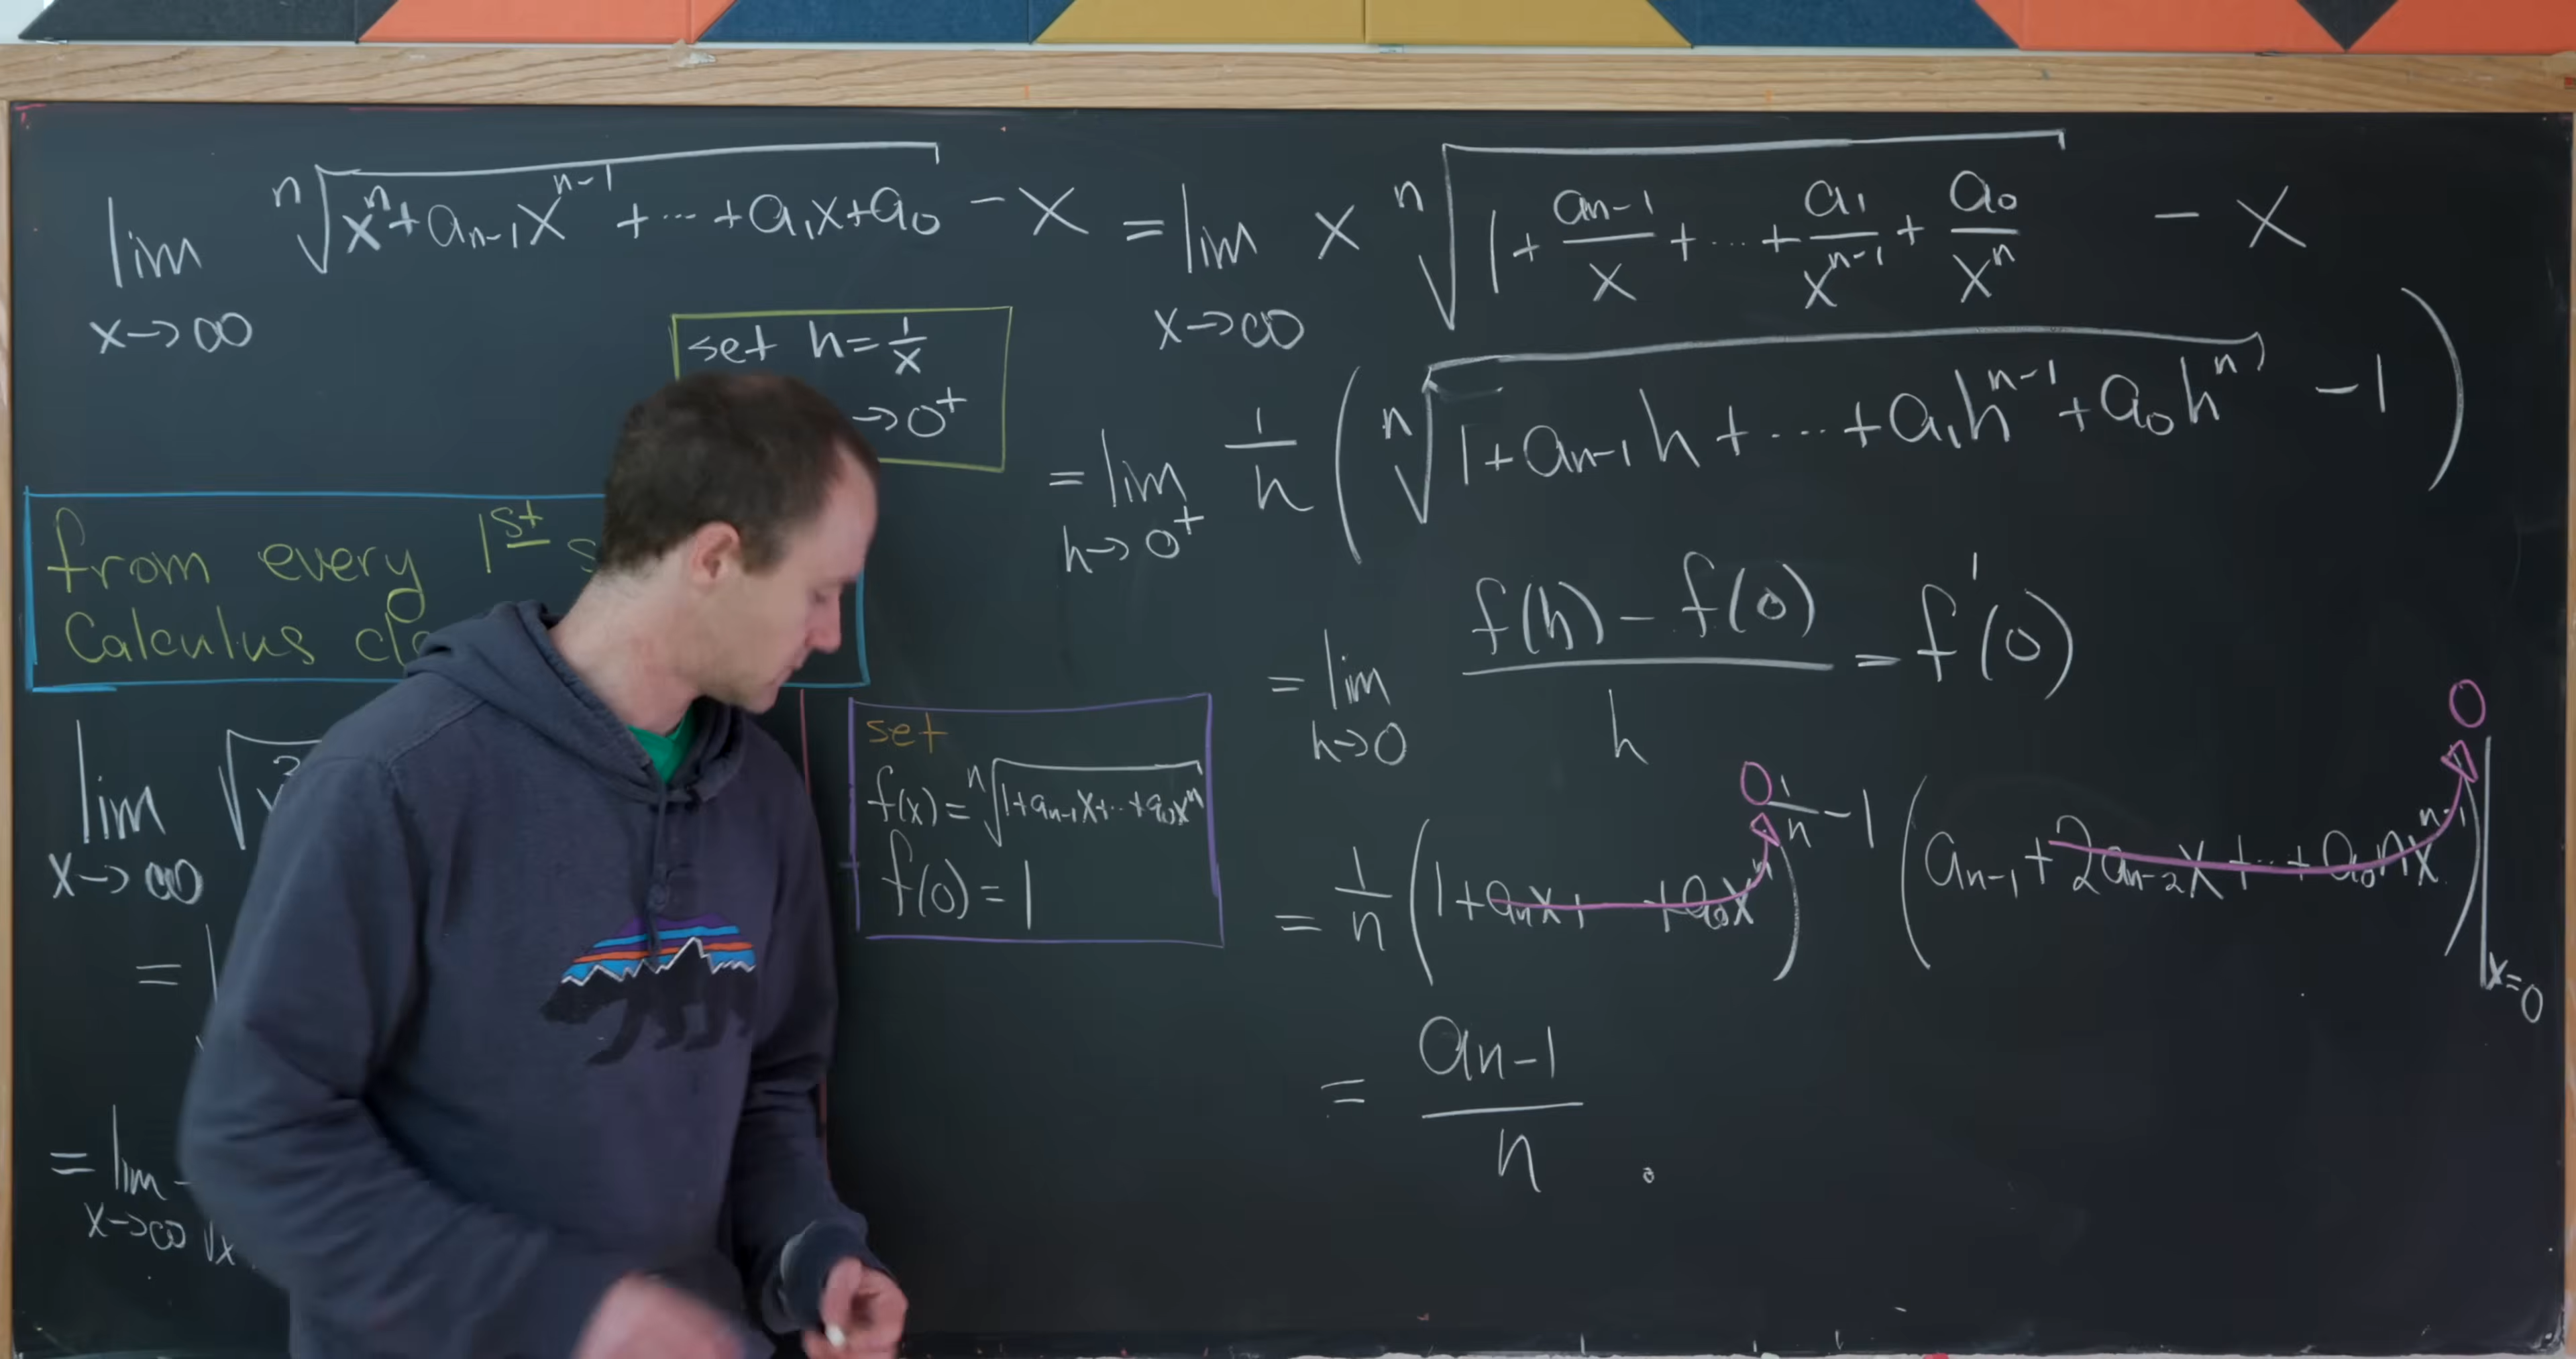 lim x→∞ ⁿ√(xⁿ + aₙ₋₁xⁿ⁻¹ + ⋯ + a₁x + a₀) − x = lim x→∞ x ⁿ√(1 + aₙ₋₁/x + ⋯ + a₁/xⁿ⁻¹ + a₀/xⁿ) − x
set h = 1/x
→ 0⁺
= lim h→0⁺ 1/h ( ⁿ√(1 + aₙ₋₁h + ⋯ + a₁hⁿ⁻¹ + a₀hⁿ) − 1 )
from every 1st
Calculus
= lim h→0 (f(h) − f(0))/h = f′(0)
set
f(x) = ⁿ√(1 + aₙ₋₁x + ⋯ + a₀xⁿ)
f(0) = 1
= 1/n (1 + aₙx + + a₀xⁿ)^(1/n − 1) (aₙ₋₁ + 2aₙ₋₂x + ⋯ + a₀nxⁿ⁻¹) |x=0
0
0
= aₙ₋₁/n .
lim x→∞ √
=
= lim x→∞ √x